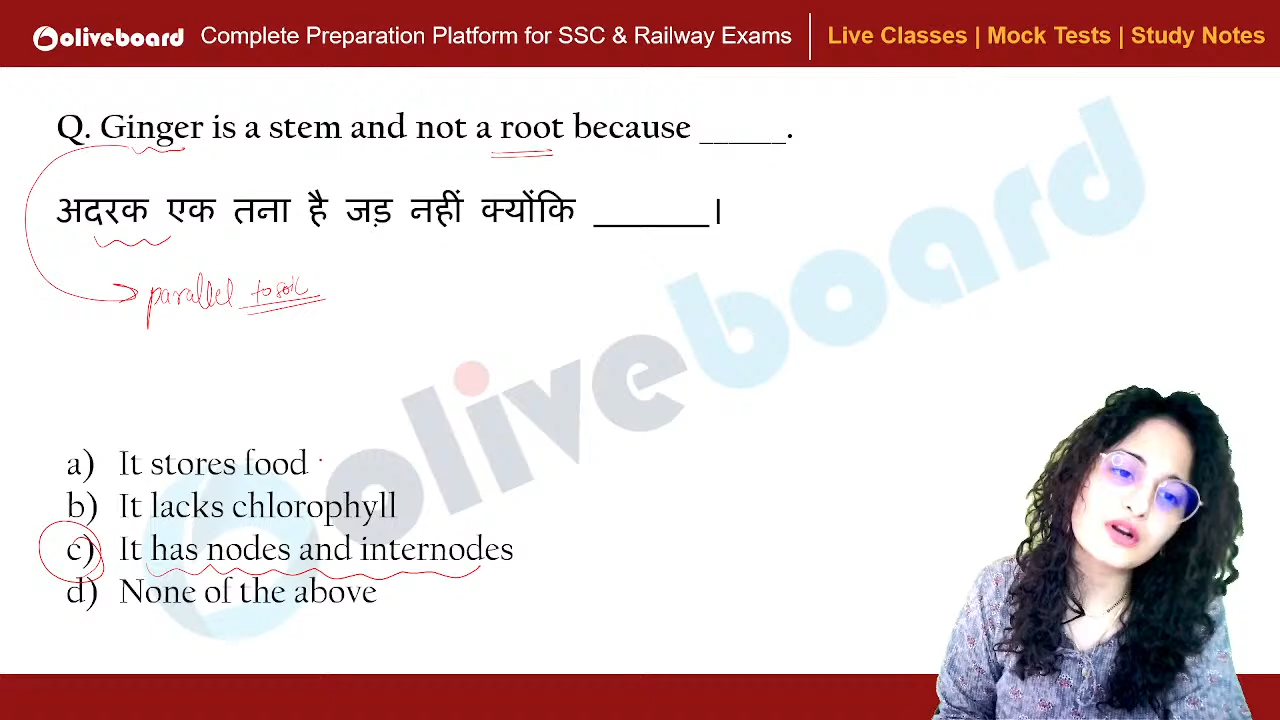 oliveboard Complete Preparation Platform for SSC & Railway Exams Live Classes | Mock Tests | Study Notes
Q. Ginger is a stem and not a root because _____.
अदरक एक तना है जड़ नहीं क्योंकि _______।
parallel to soil
oliveboard
a) It stores food
b) It lacks chlorophyll
c) It has nodes and internodes
d) None of the above